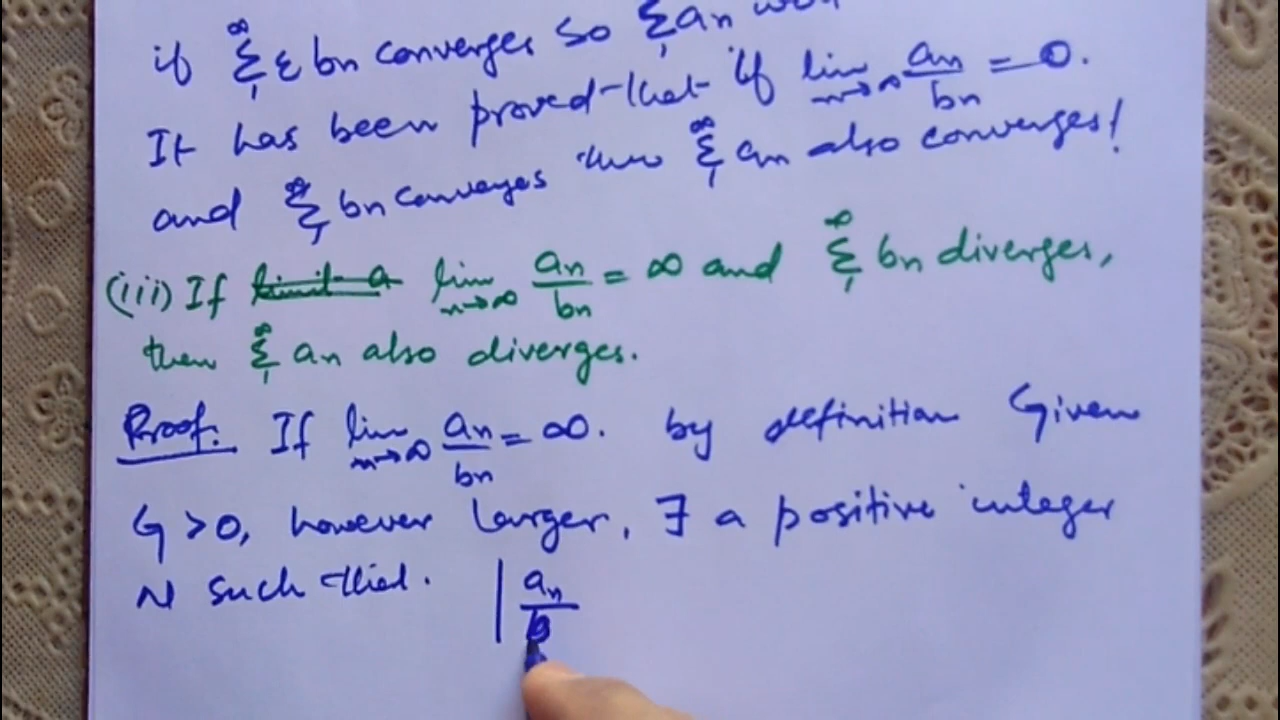 if ∞Σ1 Σ bn converges so Σ1 an
It has been proved that if lim n→∞ an/bn = 0.
and ∞Σ1 bn converges then ∞Σ1 an also converges!
(iii) If lim n→∞ an/bn = ∞ and ∞Σ1 bn diverges,
then ∞Σ1 an also diverges.
Proof. If lim n→∞ an/bn = ∞. by definition Given
G > 0, however larger, ∃ a positive integer
N such that. | an/b